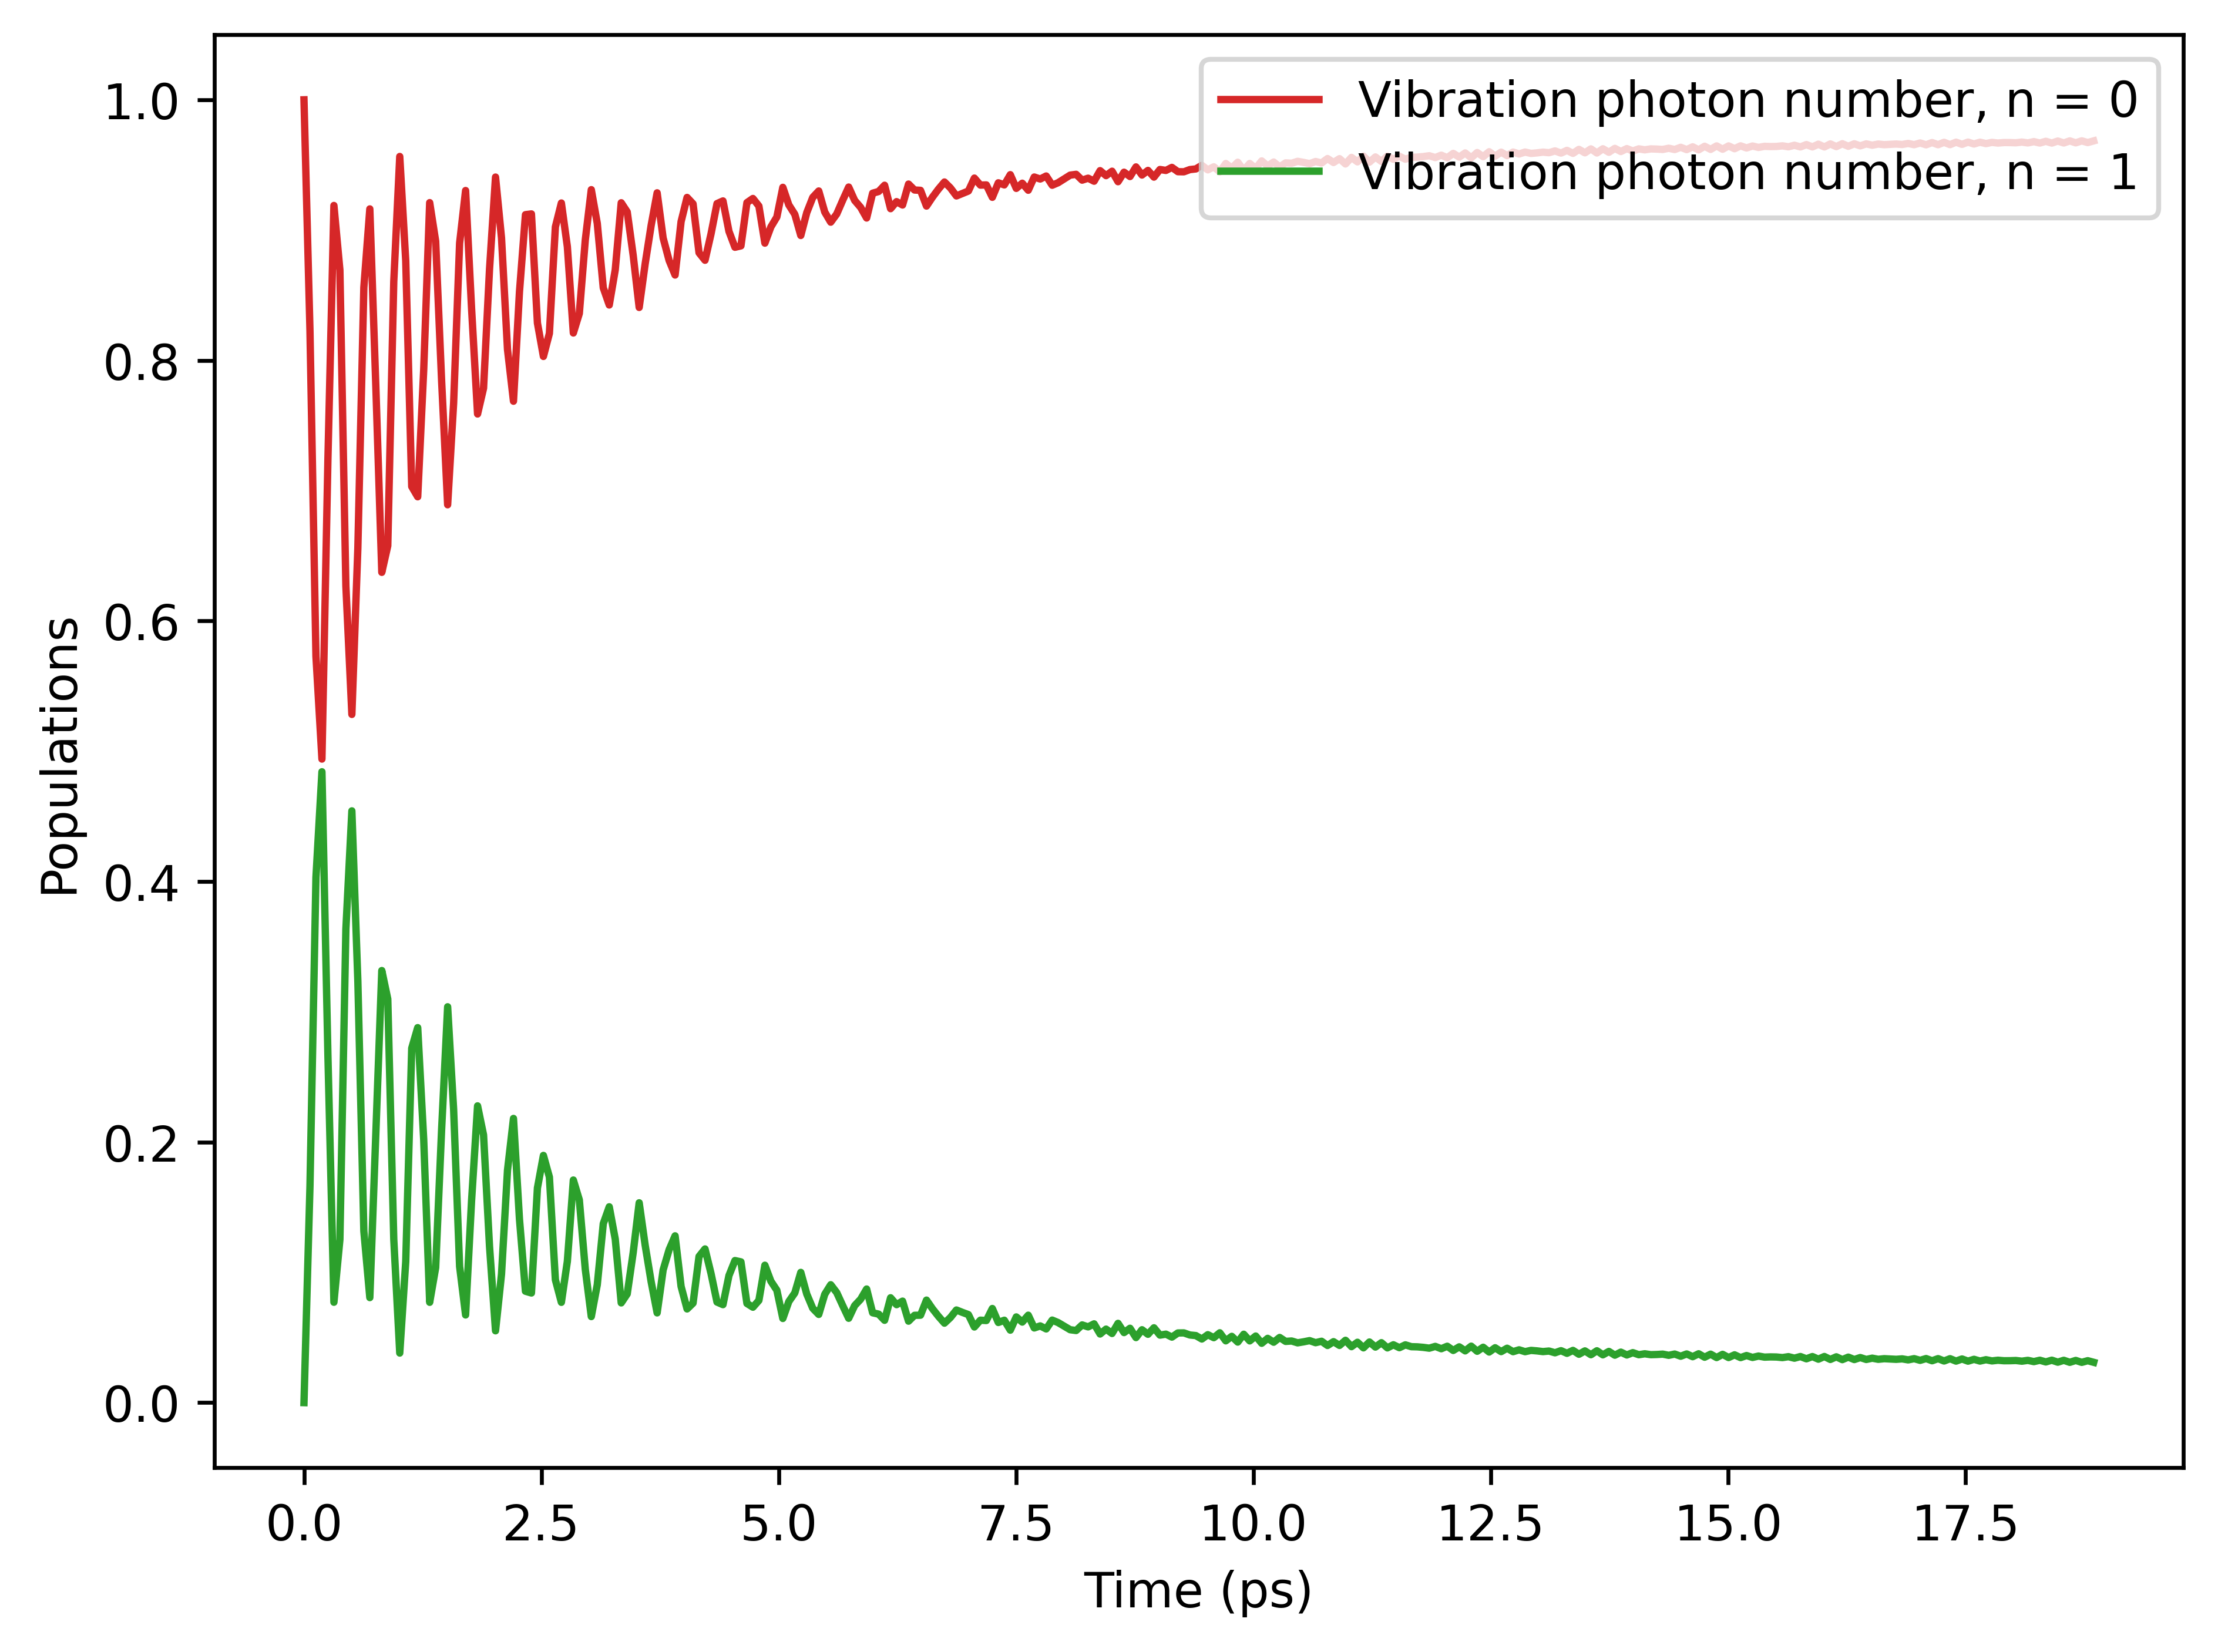 Vibration photon number, n = 0
Vibration photon number, n = 1
1.0
0.8
0.6
0.4
0.2
0.0
Populations
0.0 2.5 5.0 7.5 10.0 12.5 15.0 17.5
Time (ps)